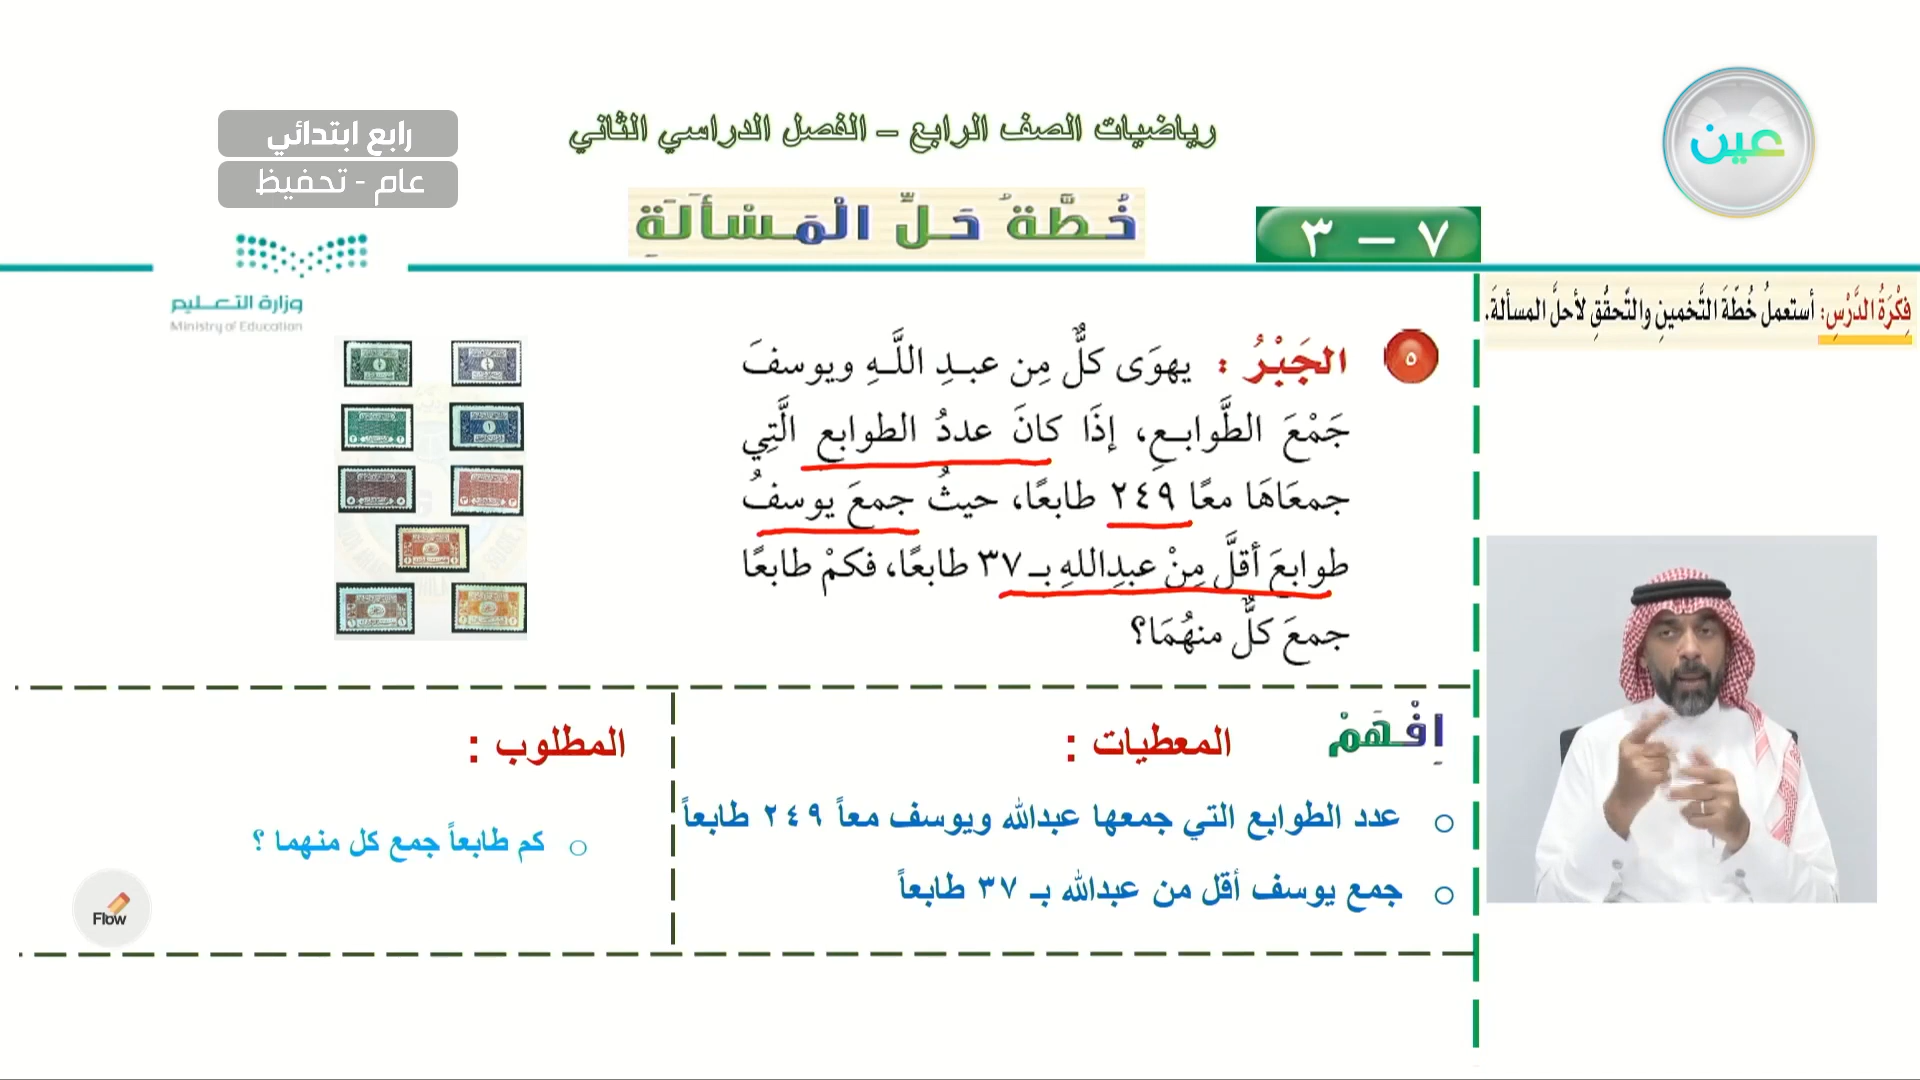 رياضيات الصف الرابع – الفصل الدراسي الثاني
عين
رابع ابتدائي
عام - تحفيظ
٧ – ٣
خُطَّةُ حَلِّ الْمَسْأَلَةِ
وزارة التعليم
Ministry of Education
فِكْرَةُ الدَّرْسِ: أستعملُ خُطَّةَ التَّخمينِ والتَّحقُّقِ لأحلَّ المسألةَ.
٥ الجَبْرُ : يهوَى كلٌّ مِن عبدِ اللَّهِ ويوسفَ
جَمْعَ الطَّوابعِ، إذَا كانَ عددُ الطوابعِ الَّتِي
جمعَاهَا معًا ٢٤٩ طابعًا، حيثُ جمعَ يوسفُ
طوابعَ أقلَّ مِنْ عبدِاللهِ بـ ٣٧ طابعًا، فكمْ طابعًا
جمعَ كلٌّ منهُمَا؟
اِفْهَمْ
المعطيات :
عدد الطوابع التي جمعها عبدالله ويوسف معاً ٢٤٩ طابعاً
جمع يوسف أقل من عبدالله بـ ٣٧ طابعاً
المطلوب :
كم طابعاً جمع كل منهما ؟
Flow